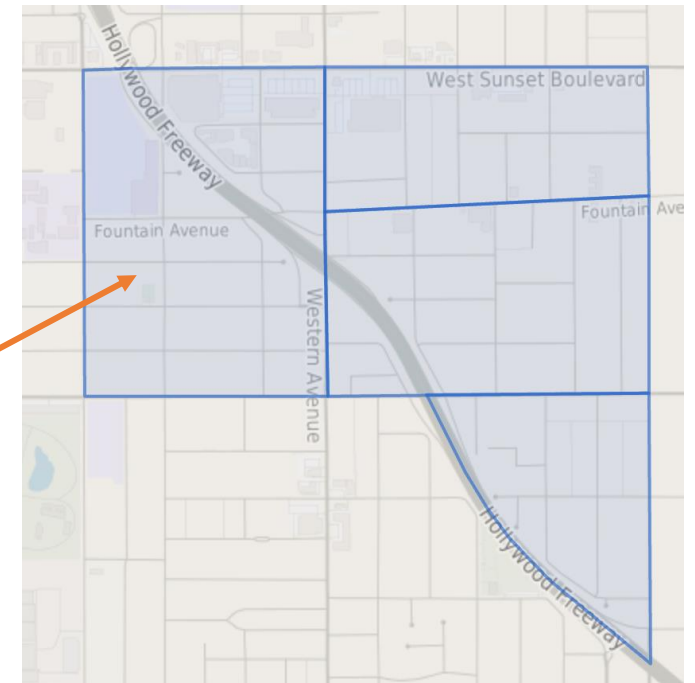 Hollywood Freeway
West Sunset Boulevard
Fountain Avenue
Fountain Ave
Western Avenue
Hollywood Freeway